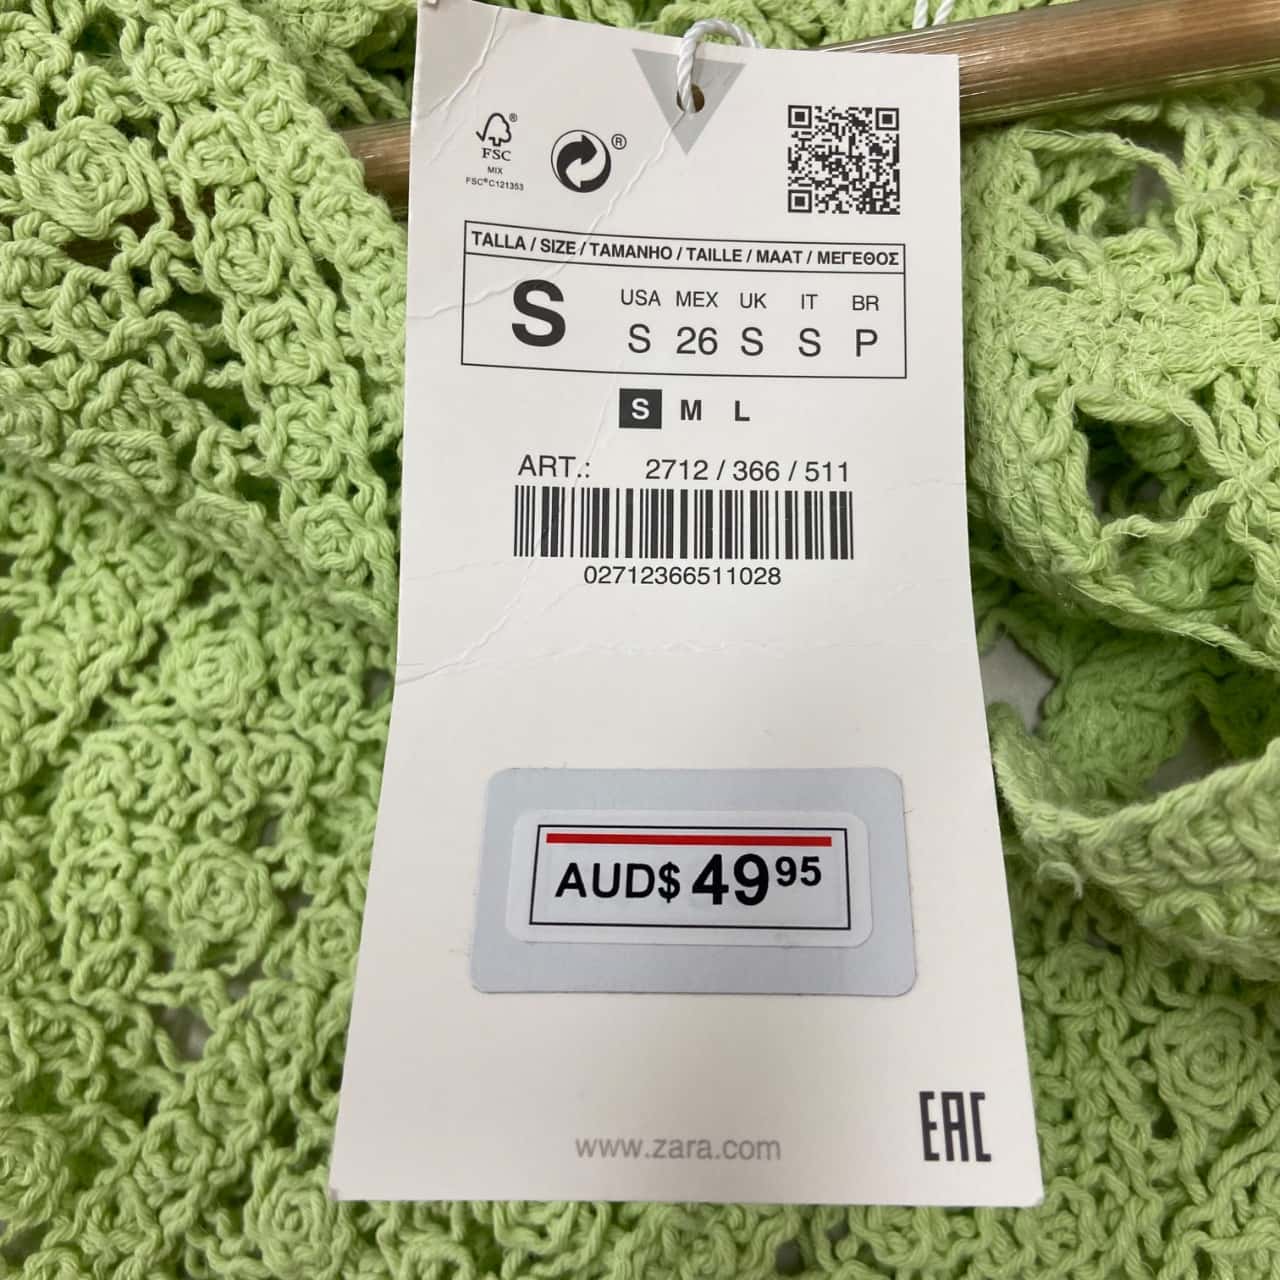 FSC®
MIX
FSC®C121353
®
TALLA / SIZE / TAMANHO / TAILLE / MAAT / ΜΕΓΕΘΟΣ
S
USA MEX UK IT BR
S 26 S S P
S M L
ART.: 2712 / 366 / 511
02712366511028
AUD$ 49 95
www.zara.com
EAC